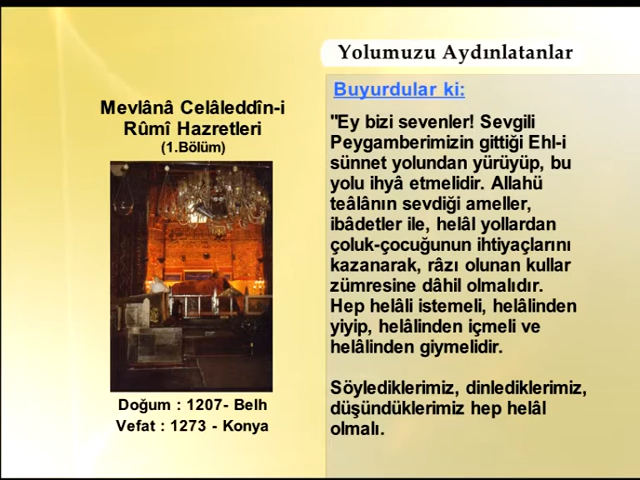 Yolumuzu Aydınlatanlar
Mevlânâ Celâleddîn-i
Rûmî Hazretleri
(1.Bölüm)
Doğum : 1207- Belh
Vefat : 1273 - Konya
Buyurdular ki:
"Ey bizi sevenler! Sevgili
Peygamberimizin gittiği Ehl-i
sünnet yolundan yürüyüp, bu
yolu ihyâ etmelidir. Allahü
teâlânın sevdiği ameller,
ibâdetler ile, helâl yollardan
çoluk-çocuğunun ihtiyaçlarını
kazanarak, râzı olunan kullar
zümresine dâhil olmalıdır.
Hep helâli istemeli, helâlinden
yiyip, helâlinden içmeli ve
helâlinden giymelidir.
Söylediklerimiz, dinlediklerimiz,
düşündüklerimiz hep helâl
olmalı.